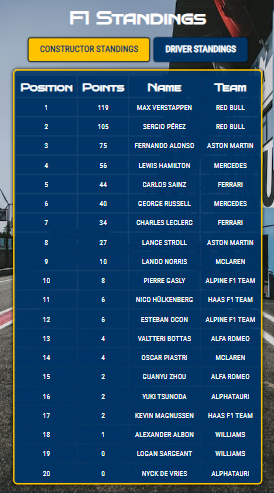 F1 Standings
CONSTRUCTOR STANDINGS DRIVER STANDINGS
Position Points Name Team
1 119 MAX VERSTAPPEN RED BULL
2 105 SERGIO PÉREZ RED BULL
3 75 FERNANDO ALONSO ASTON MARTIN
4 56 LEWIS HAMILTON MERCEDES
5 44 CARLOS SAINZ FERRARI
6 40 GEORGE RUSSELL MERCEDES
7 34 CHARLES LECLERC FERRARI
8 27 LANCE STROLL ASTON MARTIN
9 10 LANDO NORRIS MCLAREN
10 8 PIERRE GASLY ALPINE F1 TEAM
11 6 NICO HÜLKENBERG HAAS F1 TEAM
12 6 ESTEBAN OCON ALPINE F1 TEAM
13 4 VALTTERI BOTTAS ALFA ROMEO
14 4 OSCAR PIASTRI MCLAREN
15 2 GUANYU ZHOU ALFA ROMEO
16 2 YUKI TSUNODA ALPHATAURI
17 2 KEVIN MAGNUSSEN HAAS F1 TEAM
18 1 ALEXANDER ALBON WILLIAMS
19 0 LOGAN SARGEANT WILLIAMS
20 0 NYCK DE VRIES ALPHATAURI